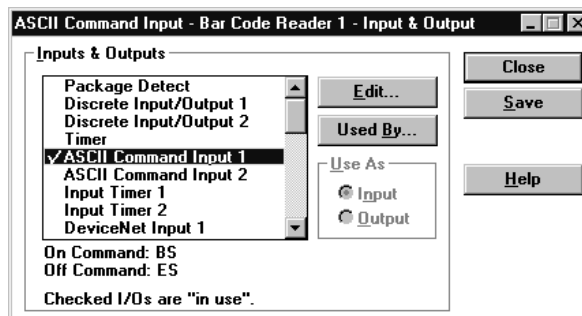 ASCII Command Input - Bar Code Reader 1 - Input & Output
Inputs & Outputs
Package Detect
Discrete Input/Output 1
Discrete Input/Output 2
Timer
✓ASCII Command Input 1
ASCII Command Input 2
Input Timer 1
Input Timer 2
DeviceNet Input 1
On Command: BS
Off Command: ES
Checked I/Os are "in use".
Edit...
Used By...
Use As
Input
Output
Close
Save
Help